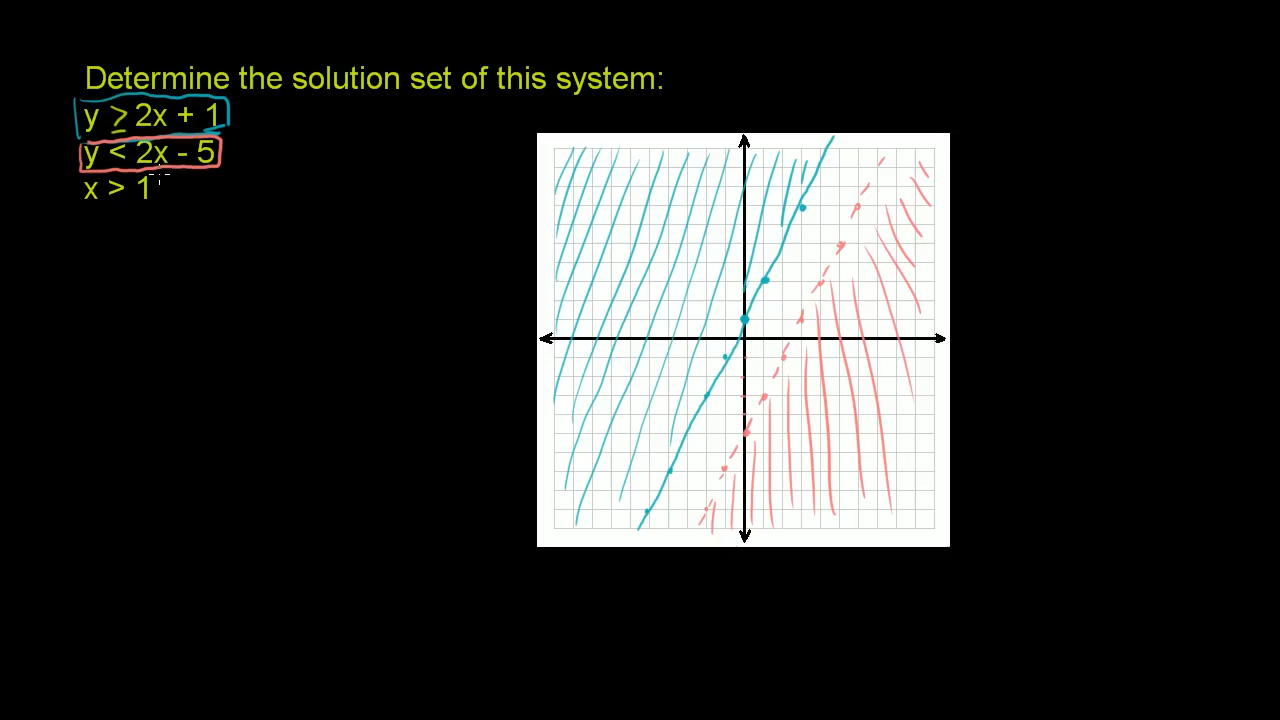 Determine the solution set of this system:
y ≥ 2x + 1
y < 2x - 5
x > 1